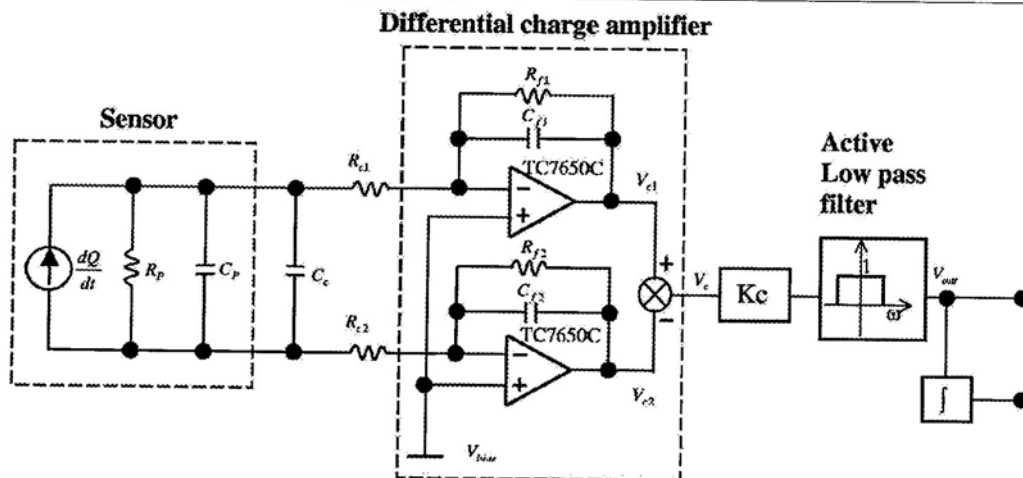 Differential charge amplifier
Sensor
dQ
dt
R_p
C_p
C_c
R_c1
R_c2
R_f1
C_f1
TC7650C
−
+
R_f2
C_f2
TC7650C
−
+
V_bias
V_c1
V_c2
+
−
V_c
Kc
Active
Low pass
filter
1
ω
V_out
∫